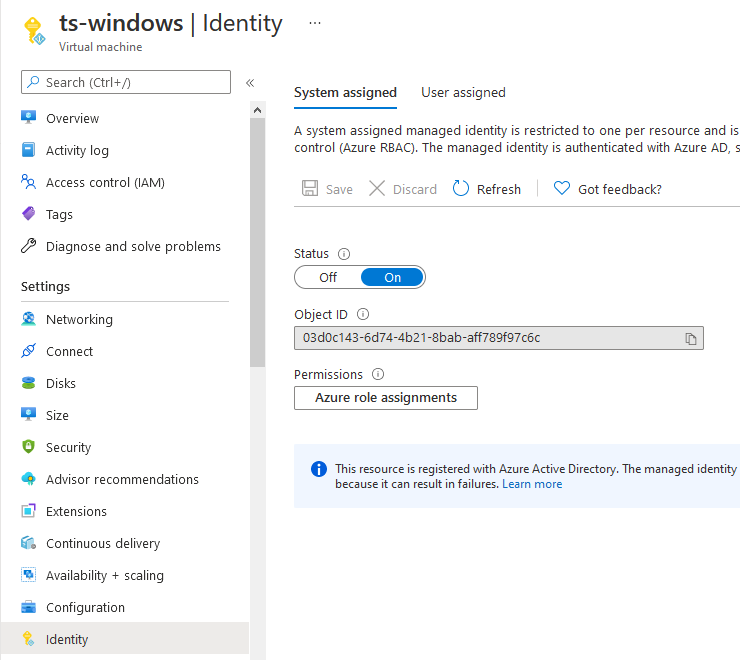 ts-windows | Identity ...
Virtual machine
Search (Ctrl+/)
«
Overview
Activity log
Access control (IAM)
Tags
Diagnose and solve problems
Settings
Networking
Connect
Disks
Size
Security
Advisor recommendations
Extensions
Continuous delivery
Availability + scaling
Configuration
Identity
System assigned User assigned
A system assigned managed identity is restricted to one per resource and is
control (Azure RBAC). The managed identity is authenticated with Azure AD, s
Save Discard Refresh Got feedback?
Status
Off On
Object ID
03d0c143-6d74-4b21-8bab-aff789f97c6c
Permissions
Azure role assignments
This resource is registered with Azure Active Directory. The managed identity
because it can result in failures. Learn more